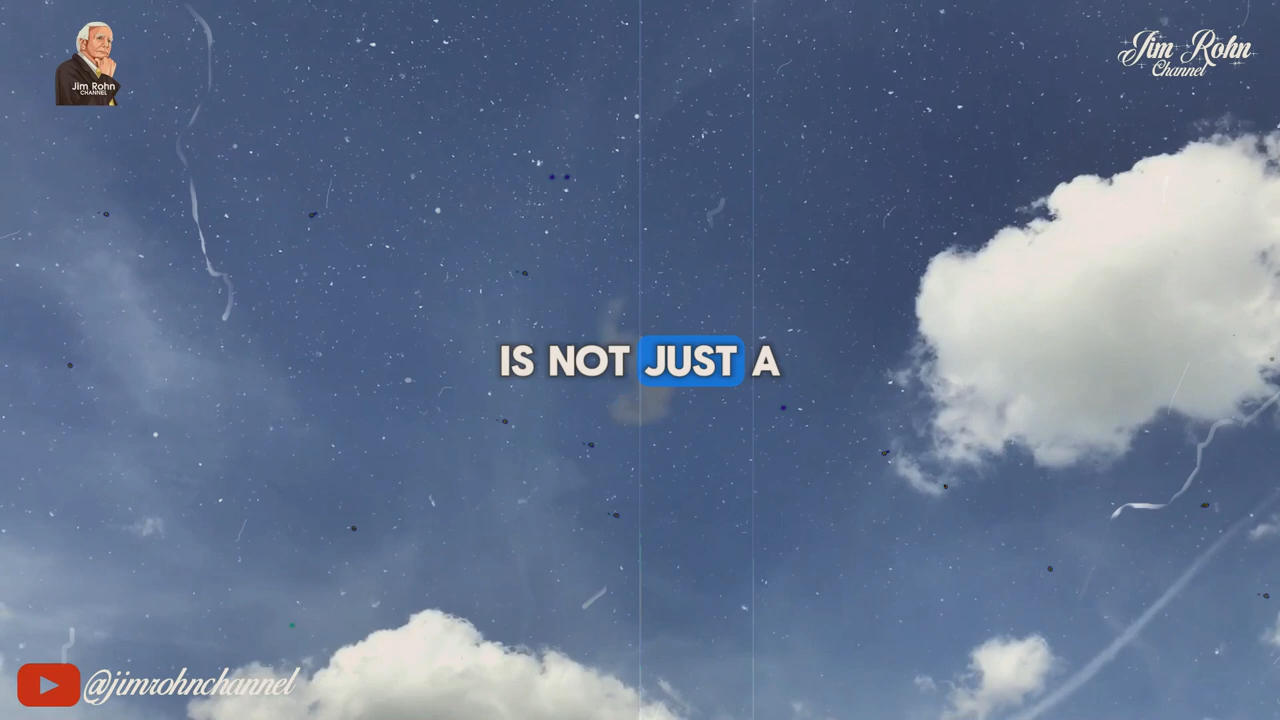 Jim Rohn
CHANNEL
Jim Rohn
Channel
IS NOT JUST A
@jimrohnchannel